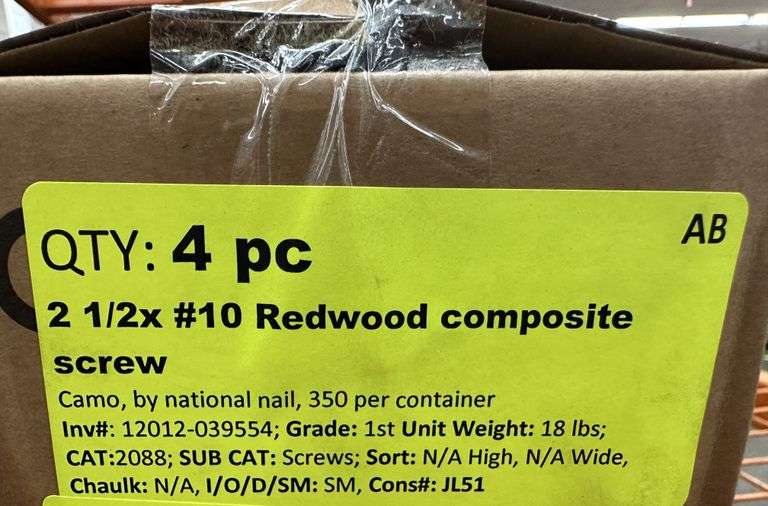 AB
QTY: 4 pc
2 1/2x #10 Redwood composite
screw
Camo, by national nail, 350 per container
Inv#: 12012-039554; Grade: 1st Unit Weight: 18 lbs;
CAT:2088; SUB CAT: Screws; Sort: N/A High, N/A Wide,
Chaulk: N/A, I/O/D/SM: SM, Cons#: JL51